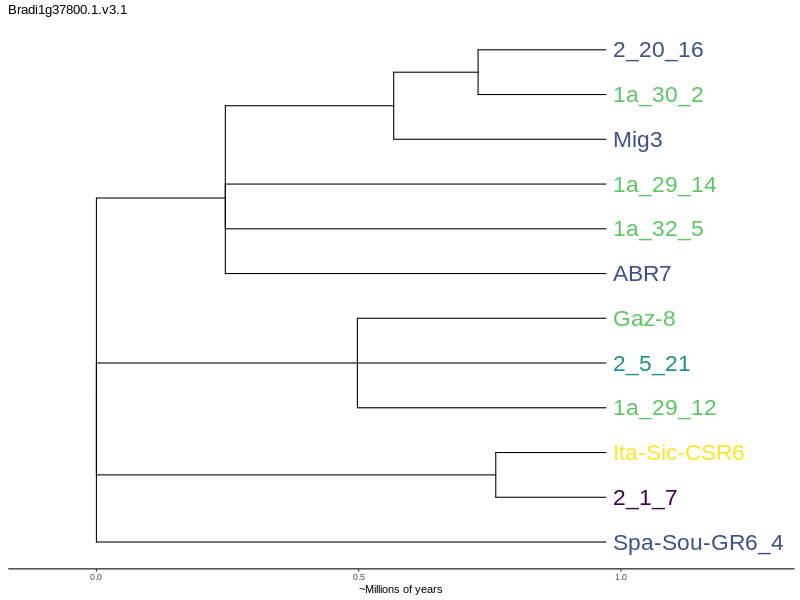 Bradi1g37800.1.v3.1
2_20_16
1a_30_2
Mig3
1a_29_14
1a_32_5
ABR7
Gaz-8
2_5_21
1a_29_12
Ita-Sic-CSR6
2_1_7
Spa-Sou-GR6_4
0.0 0.5 1.0
~Millions of years